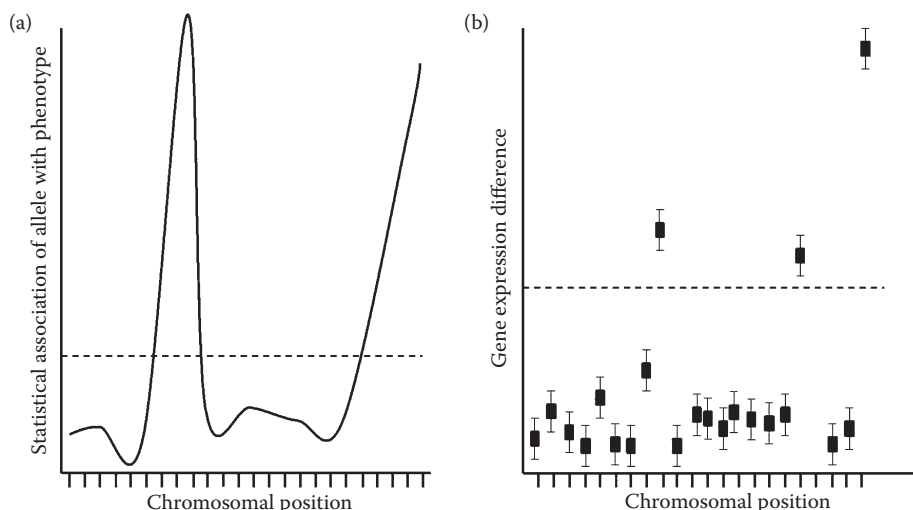 (a)
Statistical association of allele with phenotype
Chromosomal position
(b)
Gene expression difference
Chromosomal position